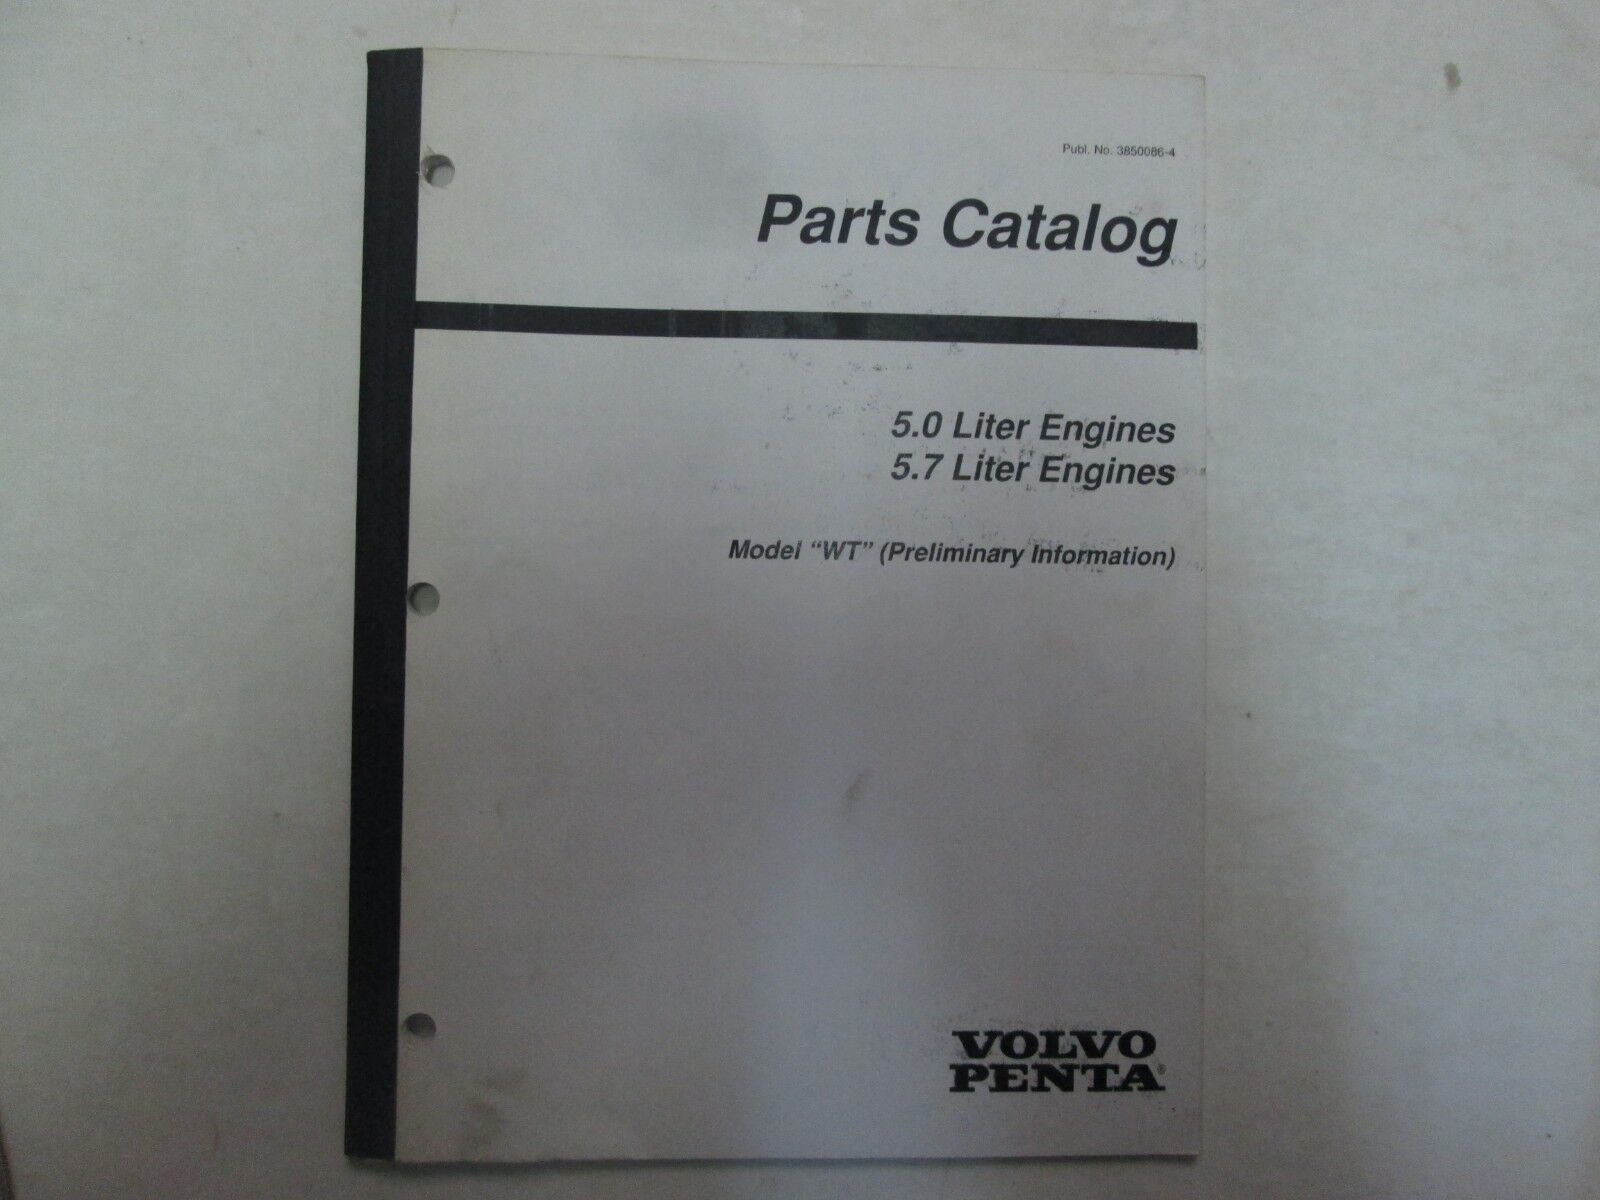 Publ. No. 3850086-4
Parts Catalog
5.0 Liter Engines
5.7 Liter Engines
Model “WT” (Preliminary Information)
VOLVO
PENTA®